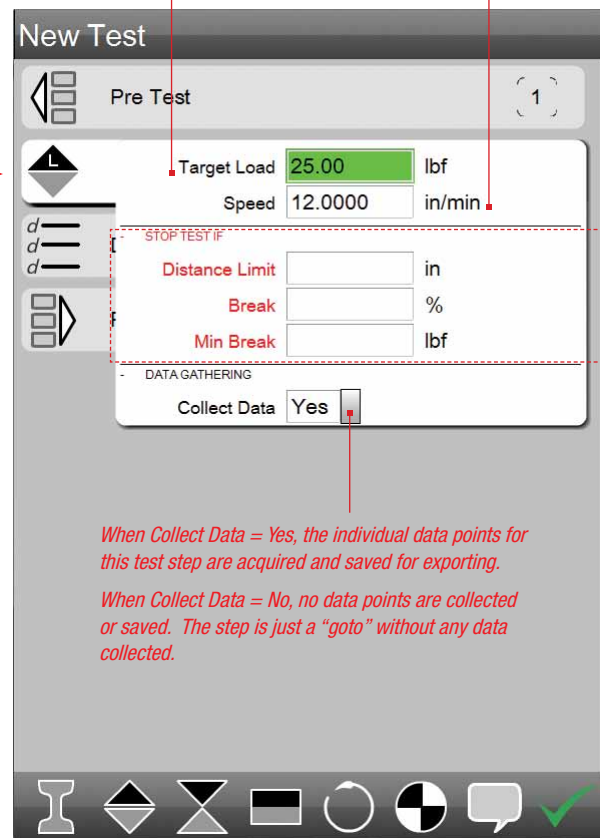 New Test
Pre Test
1
L
Target Load 25.00 lbf
Speed 12.0000 in/min
d
d
d
- STOP TEST IF
Distance Limit in
Break %
Min Break lbf
- DATA GATHERING
Collect Data Yes
When Collect Data = Yes, the individual data points for
this test step are acquired and saved for exporting.
When Collect Data = No, no data points are collected
or saved. The step is just a “goto” without any data
collected.